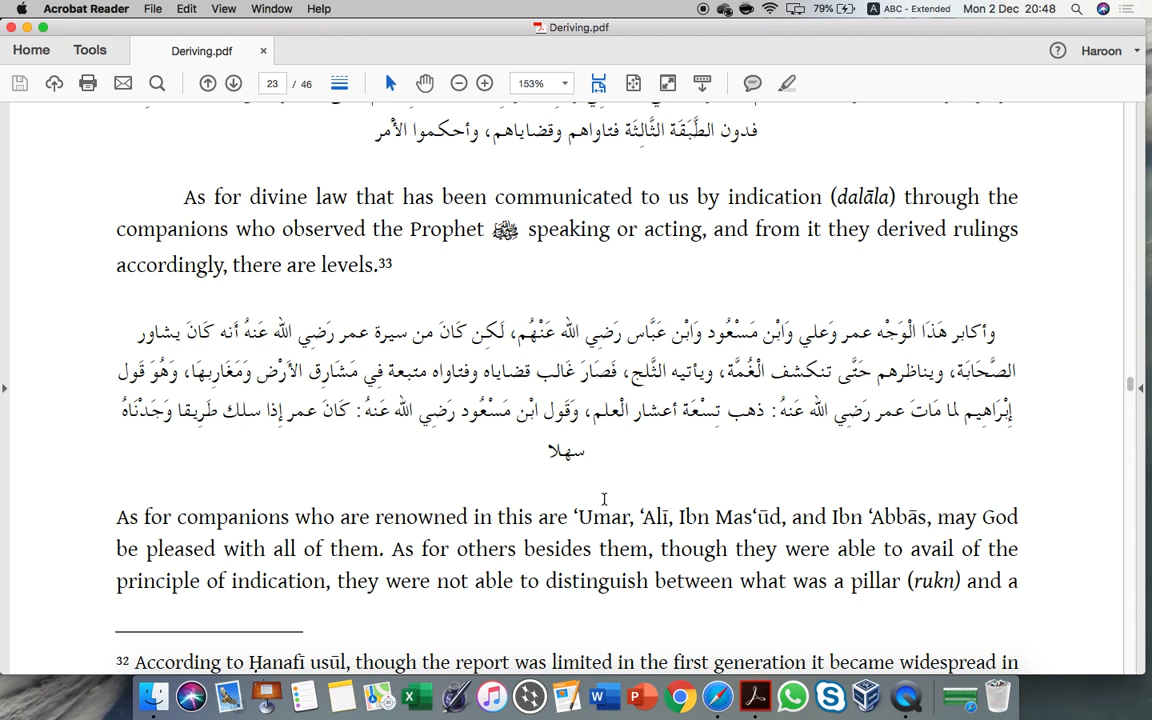 Acrobat Reader File Edit View Window Help 79% A ABC - Extended Mon 2 Dec 20:48
Deriving.pdf
Home Tools Deriving.pdf × ? Haroon
23 / 46 153%
فدون الطَّبَقَة الثَّالِثَة فتاواهم وقضاياهم، وأحكموا الأمر
As for divine law that has been communicated to us by indication (dalāla) through the
companions who observed the Prophet ﷺ speaking or acting, and from it they derived rulings
accordingly, there are levels.³³
وأكابر هَذَا الْوَجْه عمر وَعلي وَابْن مَسْعُود وَابْن عَبَّاس رَضِي الله عَنْهُم، لَكِن كَانَ من سيرة عمر رَضِي الله عَنهُ أنه كَانَ يشاور
الصَّحَابَة، ويناظرهم حَتَّى تنكشف الْغُمَّة، ويأتيه الثَّلج، فَصَارَ غَالب قضاياه وفتاواه متبعة فِي مَشَارِق الأَرْض وَمَغَارِبهَا، وَهُوَ قَول
إِبْرَاهِيم لما مَاتَ عمر رَضِي الله عَنهُ: ذهب تِسْعَة أعشار الْعلم، وَقَول ابْن مَسْعُود رَضِي الله عَنهُ: كَانَ عمر إِذا سلك طَرِيقا وَجَدْنَاهُ
سهلا
As for companions who are renowned in this are ‘Umar, ‘Alī, Ibn Mas‘ūd, and Ibn ‘Abbās, may God
be pleased with all of them. As for others besides them, though they were able to avail of the
principle of indication, they were not able to distinguish between what was a pillar (rukn) and a
³² According to Ḥanafī usūl, though the report was limited in the first generation it became widespread in